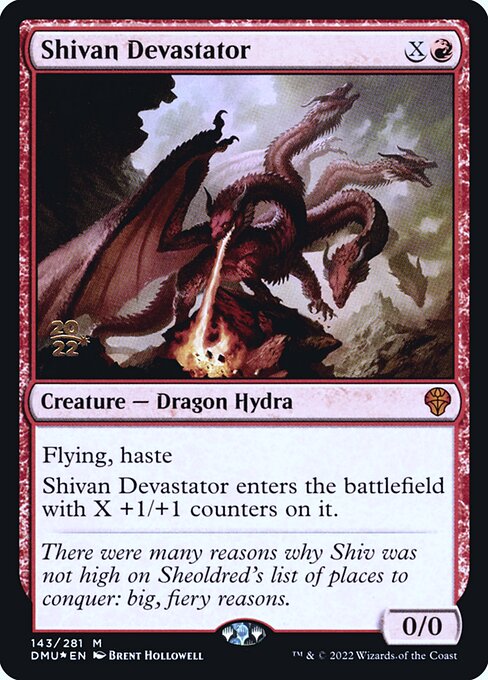 Shivan Devastator
X
20
22
Creature — Dragon Hydra
Flying, haste
Shivan Devastator enters the battlefield
with X +1/+1 counters on it.
There were many reasons why Shiv was
not high on Sheoldred's list of places to
conquer: big, fiery reasons.
0/0
143/281 M
DMU★EN Brent Hollowell
™ & © 2022 Wizards of the Coast